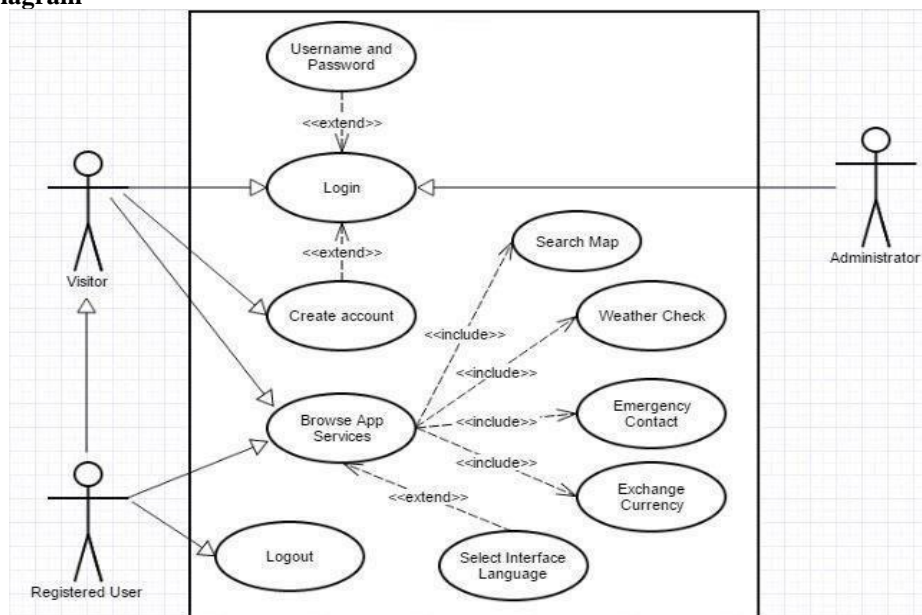 nagram
Username and
Password
<<extend>>
Login
<<extend>>
Search Map
Visitor
Administrator
Create account
Weather Check
<<include>>
<<include>>
Browse App
Services
Emergency
Contact
<<include>>
<<include>>
Exchange
Currency
<<extend>>
Logout
Select Interface
Language
Registered User